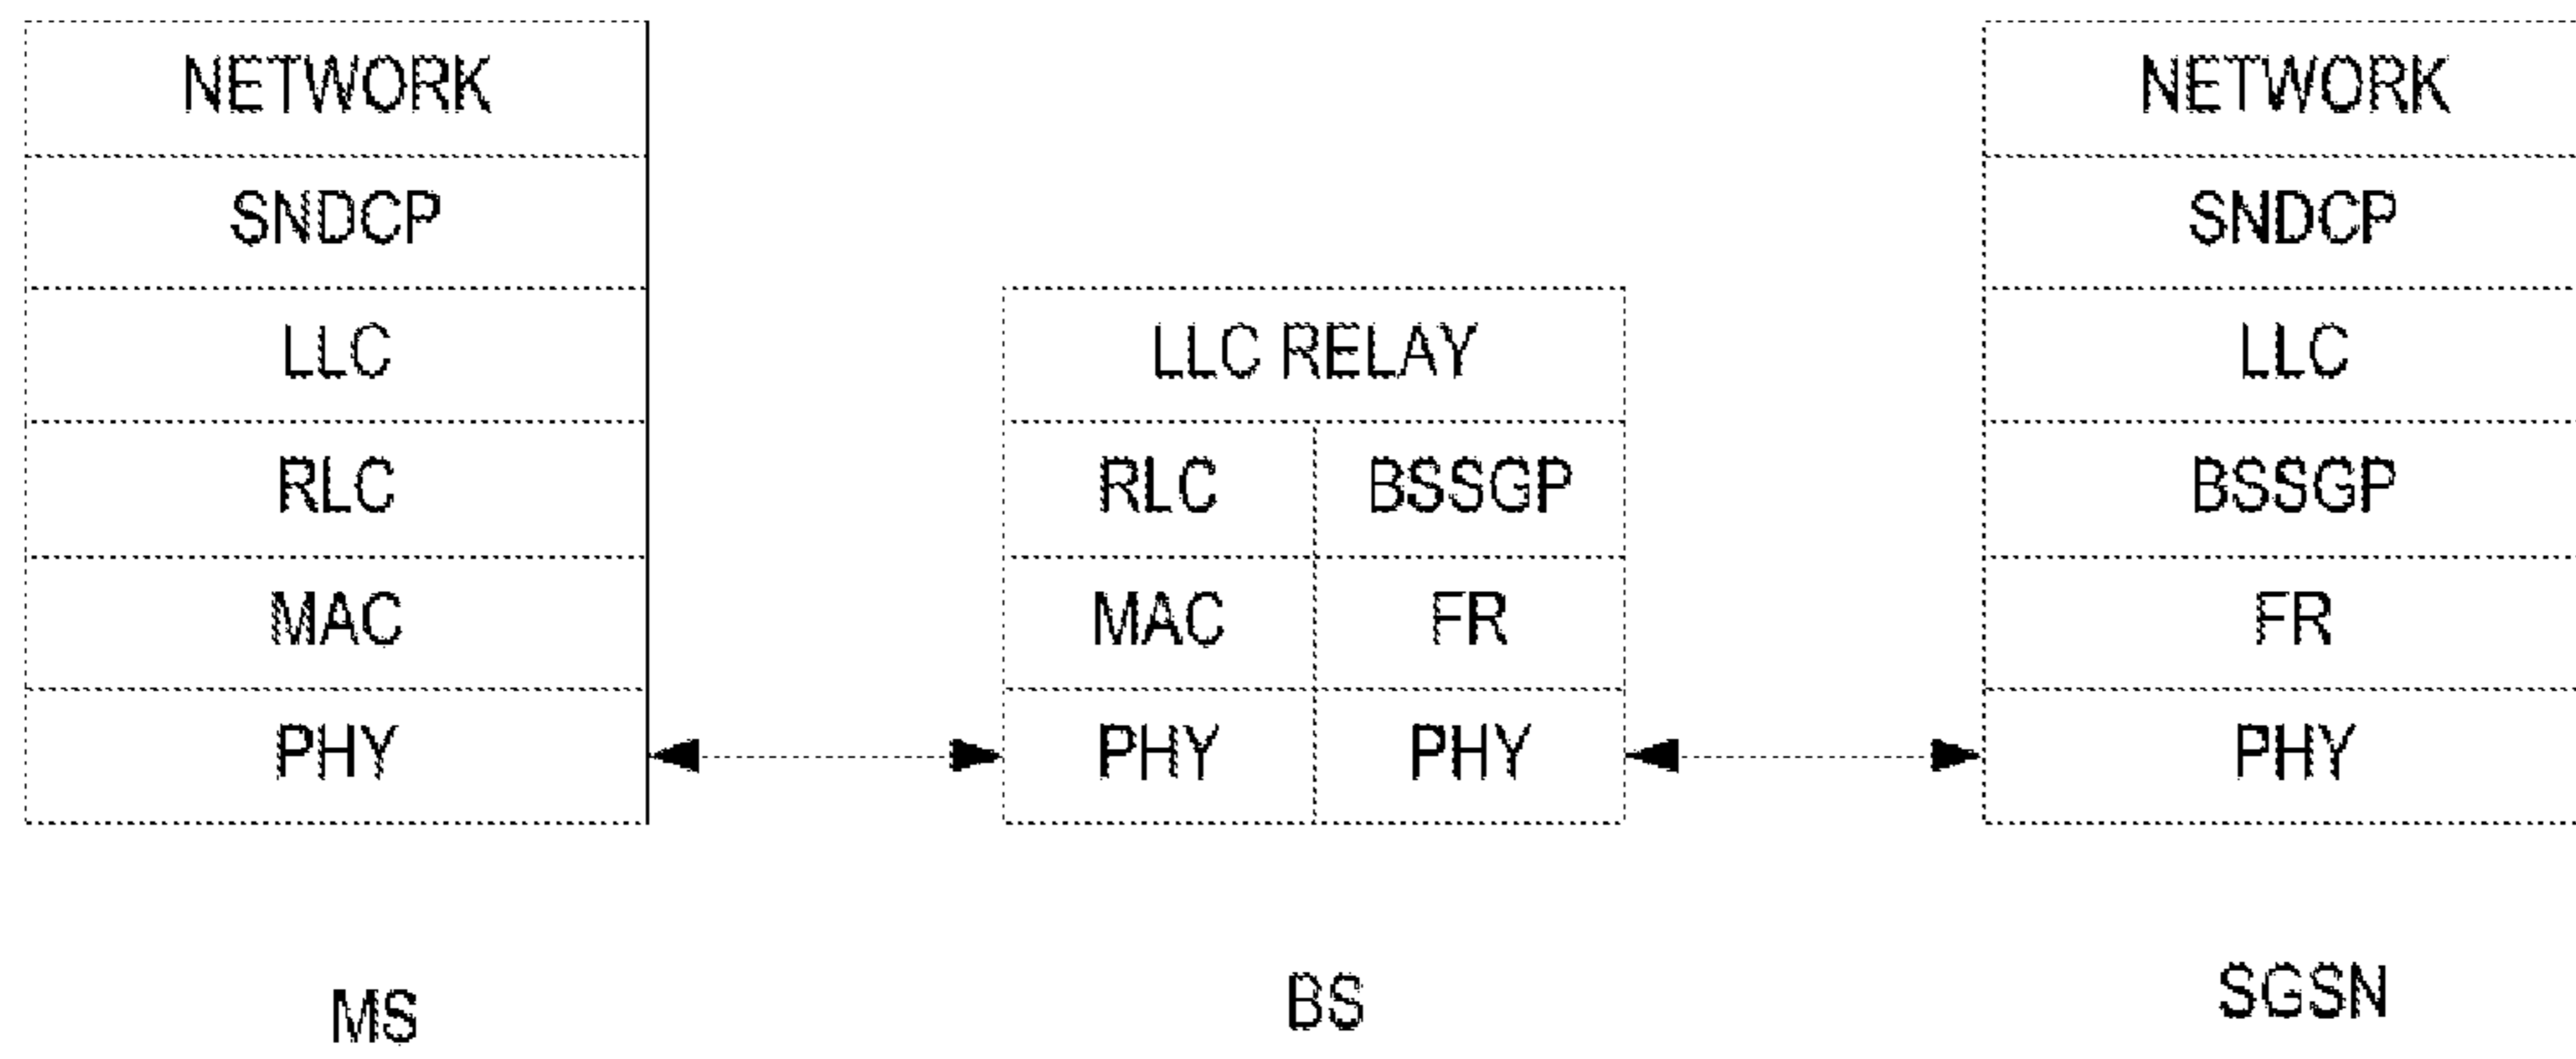 NETWORK
SNDCP
LLC
RLC
MAC
PHY
MS
LLC RELAY
RLC BSSGP
MAC FR
PHY PHY
BS
NETWORK
SNDCP
LLC
BSSGP
FR
PHY
SGSN